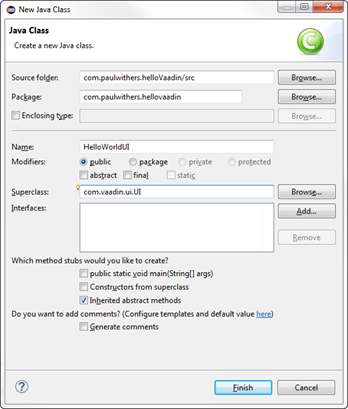 New Java Class
Java Class
Create a new Java class.
Source folder: com.paulwithers.helloVaadin/src Browse...
Package: com.paulwithers.hellovaadin Browse...
Enclosing type: Browse...
Name: HelloWorldUI
Modifiers: public package private protected
abstract final static
Superclass: com.vaadin.ui.UI Browse...
Interfaces: Add...
Remove
Which method stubs would you like to create?
public static void main(String[] args)
Constructors from superclass
Inherited abstract methods
Do you want to add comments? (Configure templates and default value here)
Generate comments
? Finish Cancel